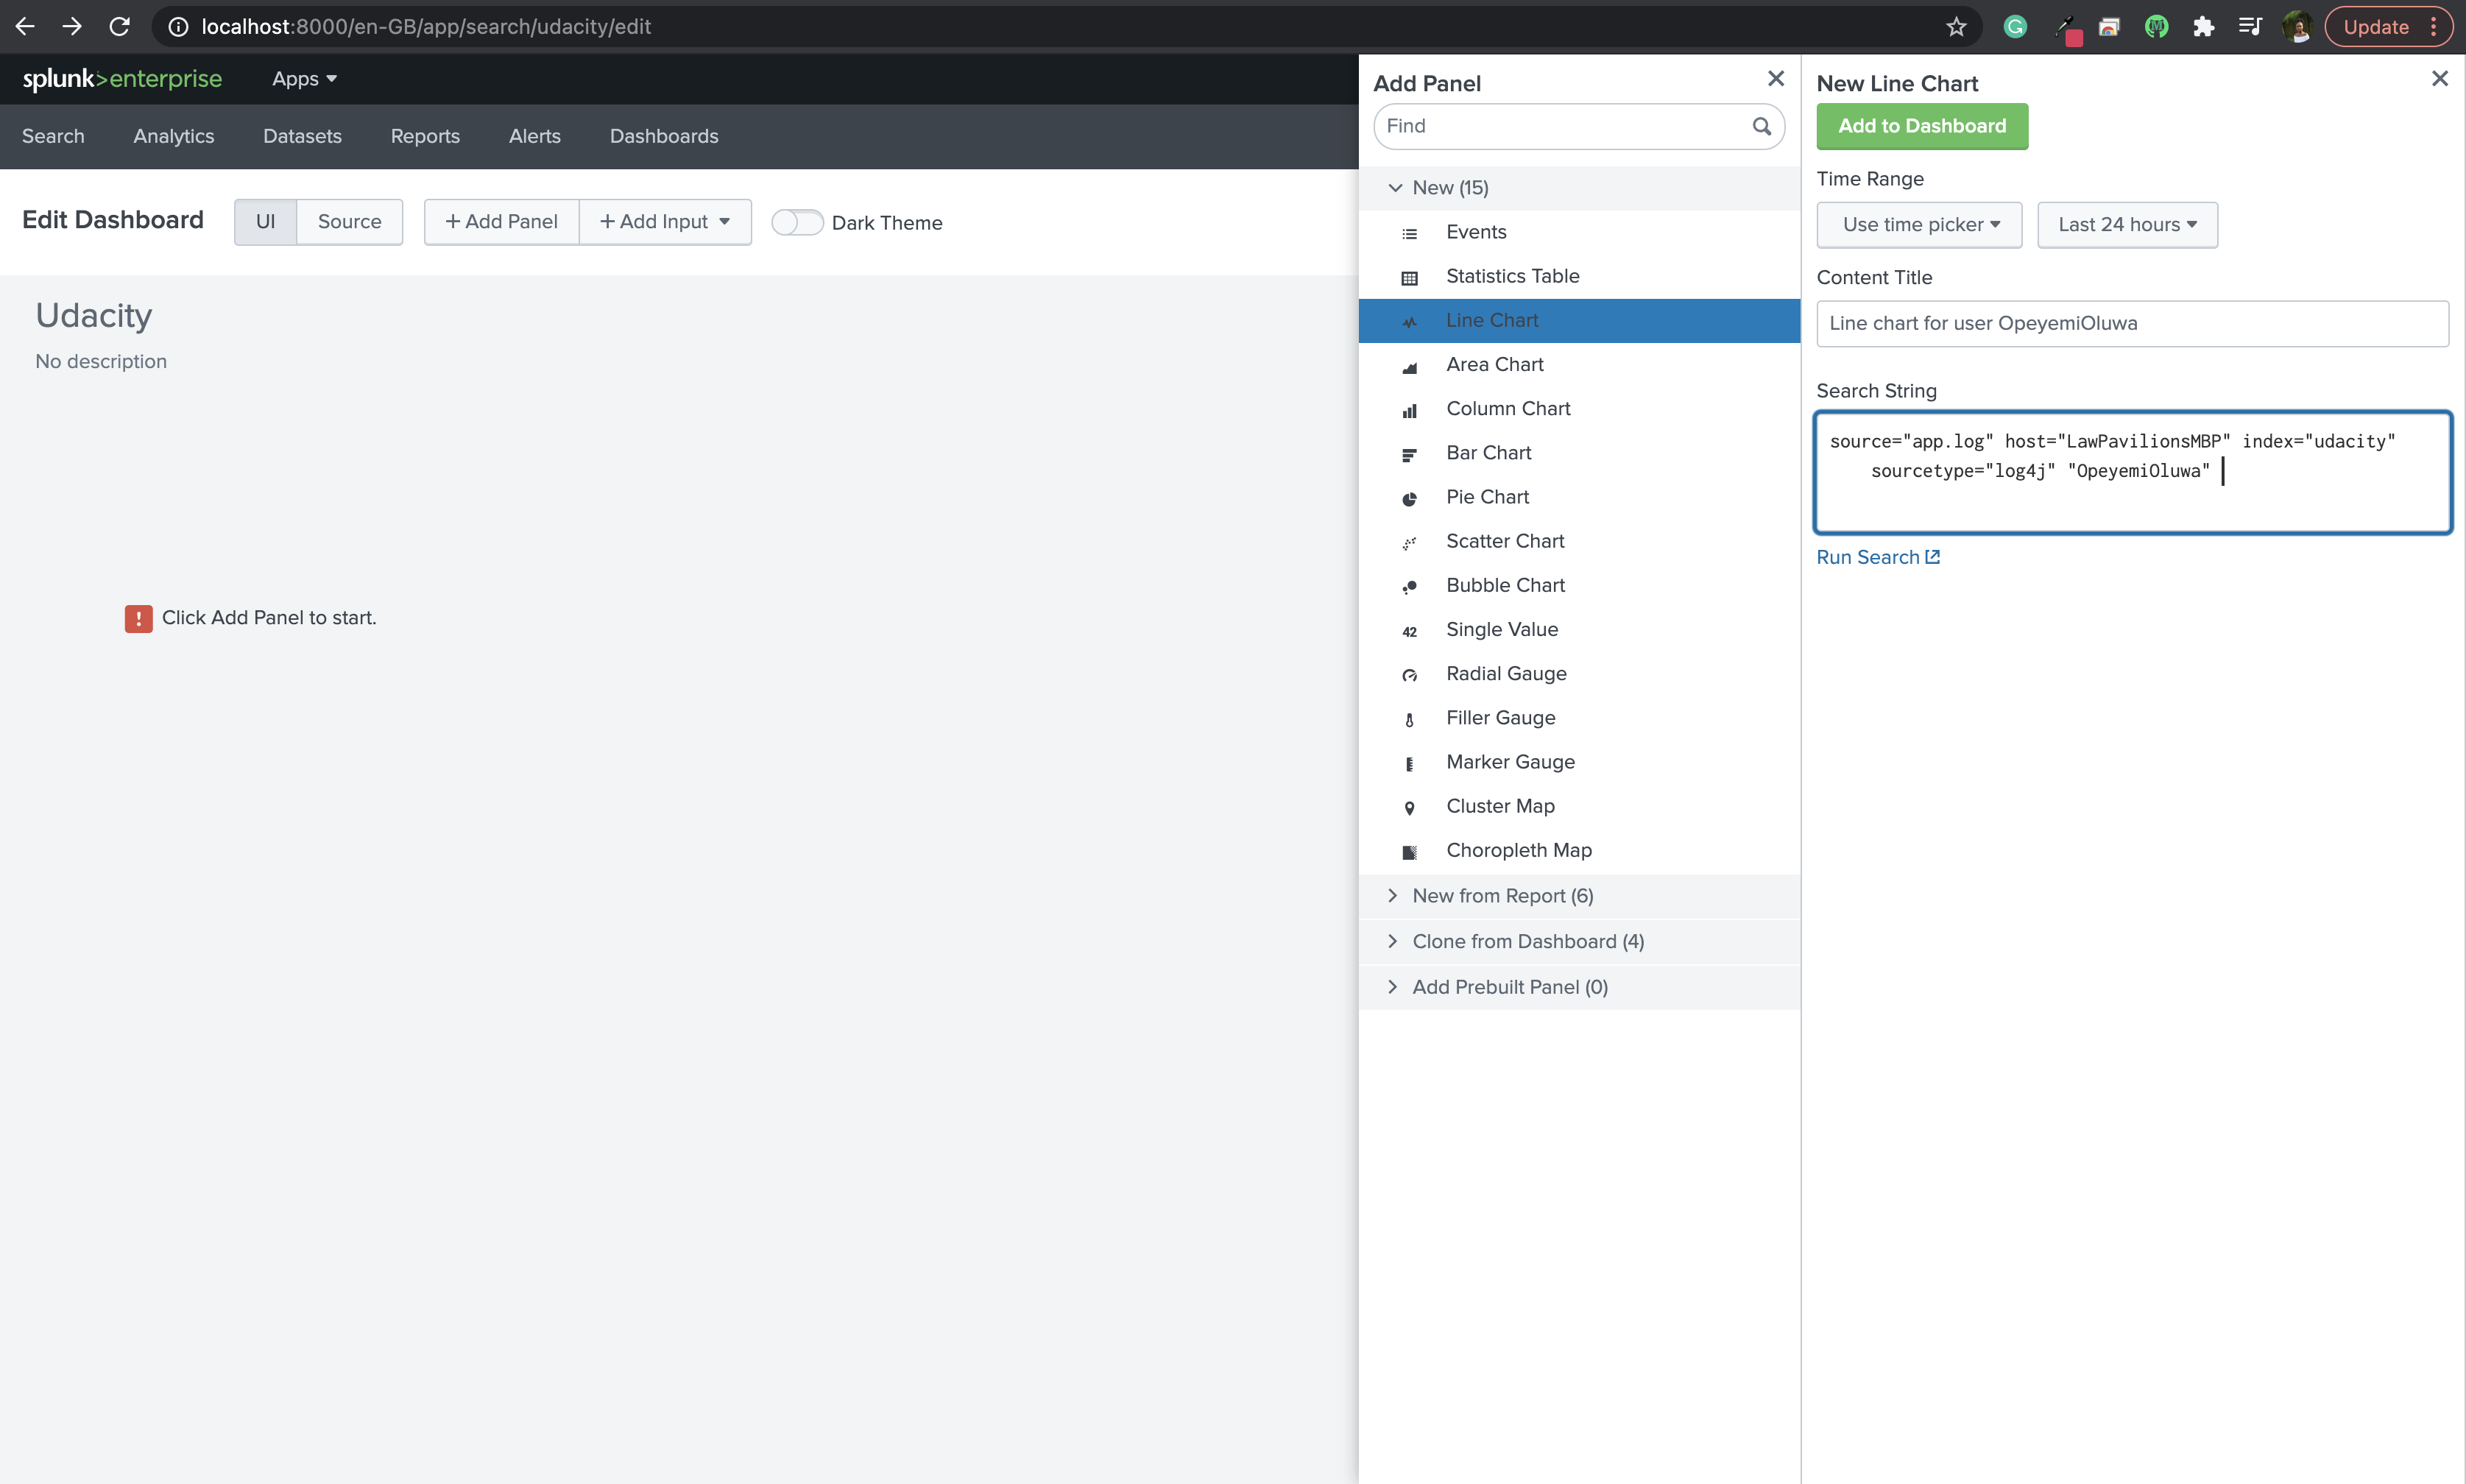 localhost:8000/en-GB/app/search/udacity/edit
Update
splunk>enterprise
Apps
Search
Analytics
Datasets
Reports
Alerts
Dashboards
Edit Dashboard
UI
Source
+ Add Panel
+ Add Input
Dark Theme
Udacity
No description
! Click Add Panel to start.
Add Panel
Find
New (15)
Events
Statistics Table
Line Chart
Area Chart
Column Chart
Bar Chart
Pie Chart
Scatter Chart
Bubble Chart
42 Single Value
Radial Gauge
Filler Gauge
Marker Gauge
Cluster Map
Choropleth Map
New from Report (6)
Clone from Dashboard (4)
Add Prebuilt Panel (0)
New Line Chart
Add to Dashboard
Time Range
Use time picker
Last 24 hours
Content Title
Line chart for user OpeyemiOluwa
Search String
source="app.log" host="LawPavilionsMBP" index="udacity"
sourcetype="log4j" "OpeyemiOluwa"
Run Search